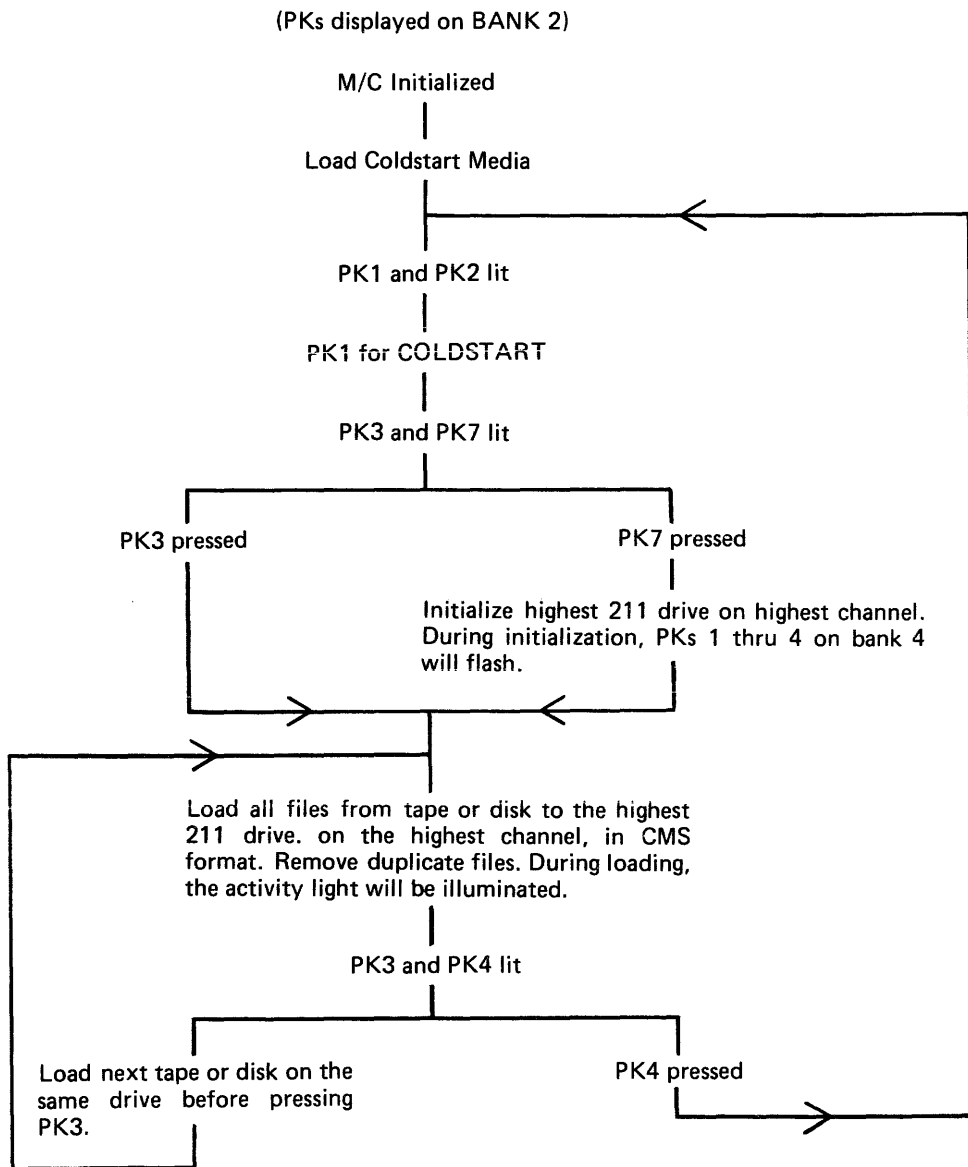 (PKs displayed on BANK 2)
M/C Initialized
Load Coldstart Media
PK1 and PK2 lit
PK1 for COLDSTART
PK3 and PK7 lit
PK3 pressed
PK7 pressed
Initialize highest 211 drive on highest channel.
During initialization, PKs 1 thru 4 on bank 4
will flash.
Load all files from tape or disk to the highest
211 drive. on the highest channel, in CMS
format. Remove duplicate files. During loading,
the activity light will be illuminated.
PK3 and PK4 lit
Load next tape or disk on the
same drive before pressing
PK3.
PK4 pressed